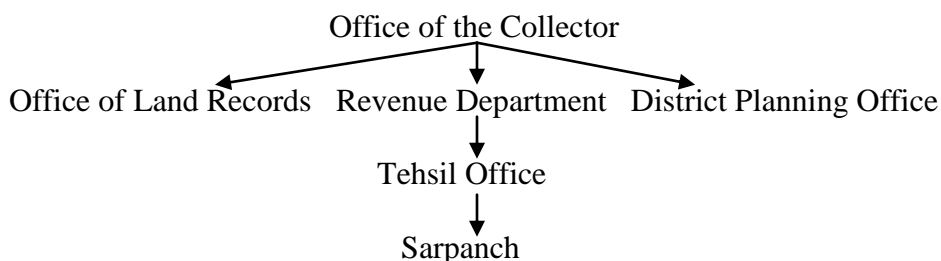 Office of the Collector
Office of Land Records Revenue Department District Planning Office
Tehsil Office
Sarpanch